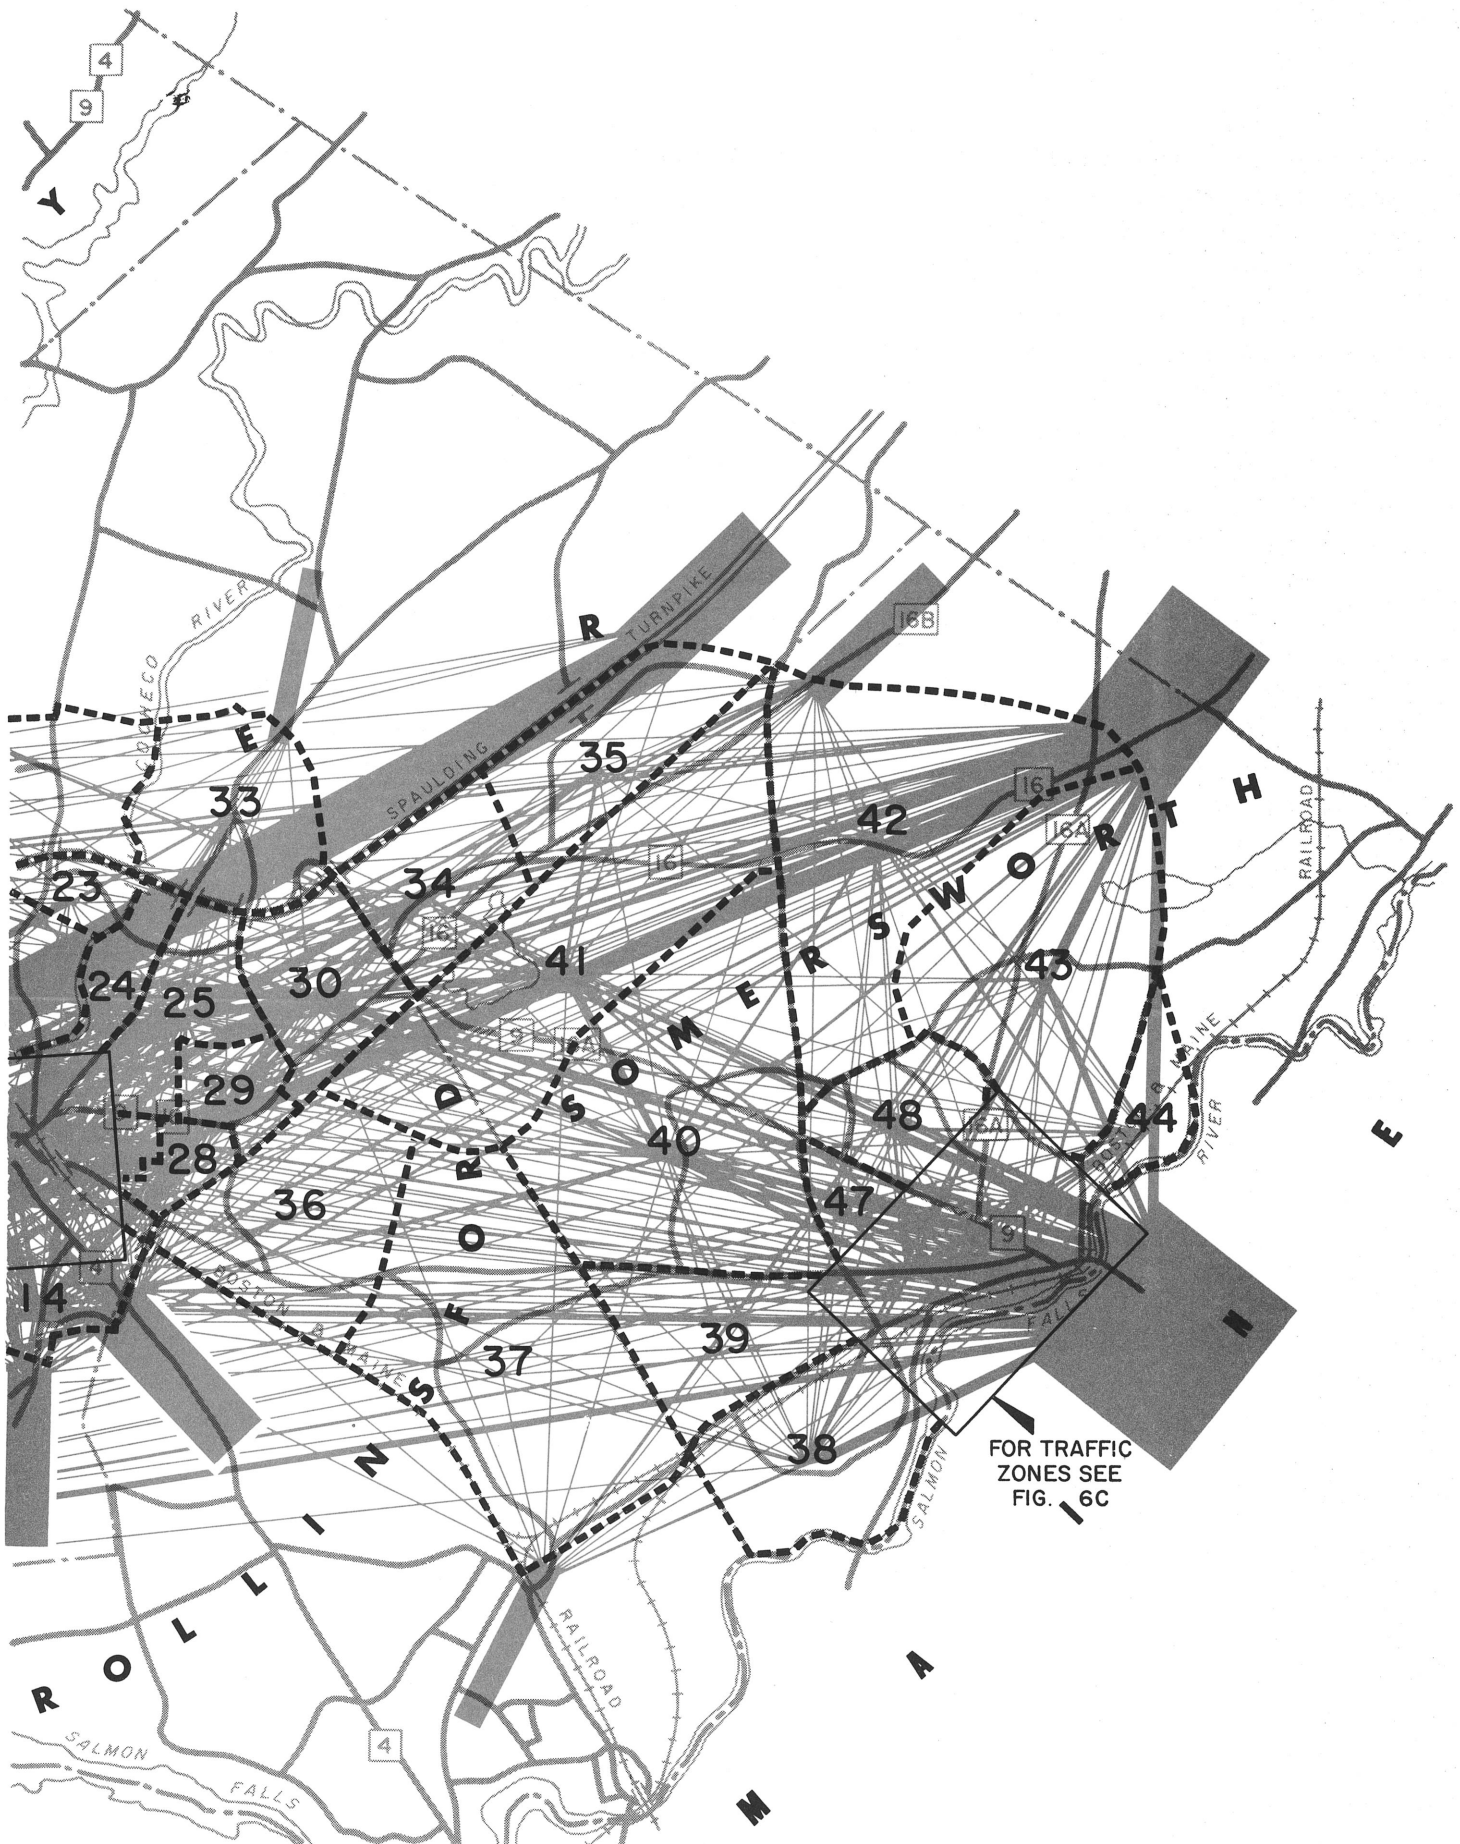 4
9
Y
RIVER
COCHECO
R
TURNPIKE
16B
SPAULDING
E
33
35
16
42
16A
R
T
H
RAILROAD
23
34
16
O
W
S
24
25
30
16
41
R
43
E
9
M
O
S
D
29
28
40
48
16A
44
BOSTON & MAINE
RIVER
E
36
R
47
9
O
14
4
BOSTON & MAINE
F
FALLS
N
37
39
S
N
38
FOR TRAFFIC
ZONES SEE
FIG. 6C
SALMON
I
I
L
L
O
R
RAILROAD
A
4
SALMON
FALLS
M